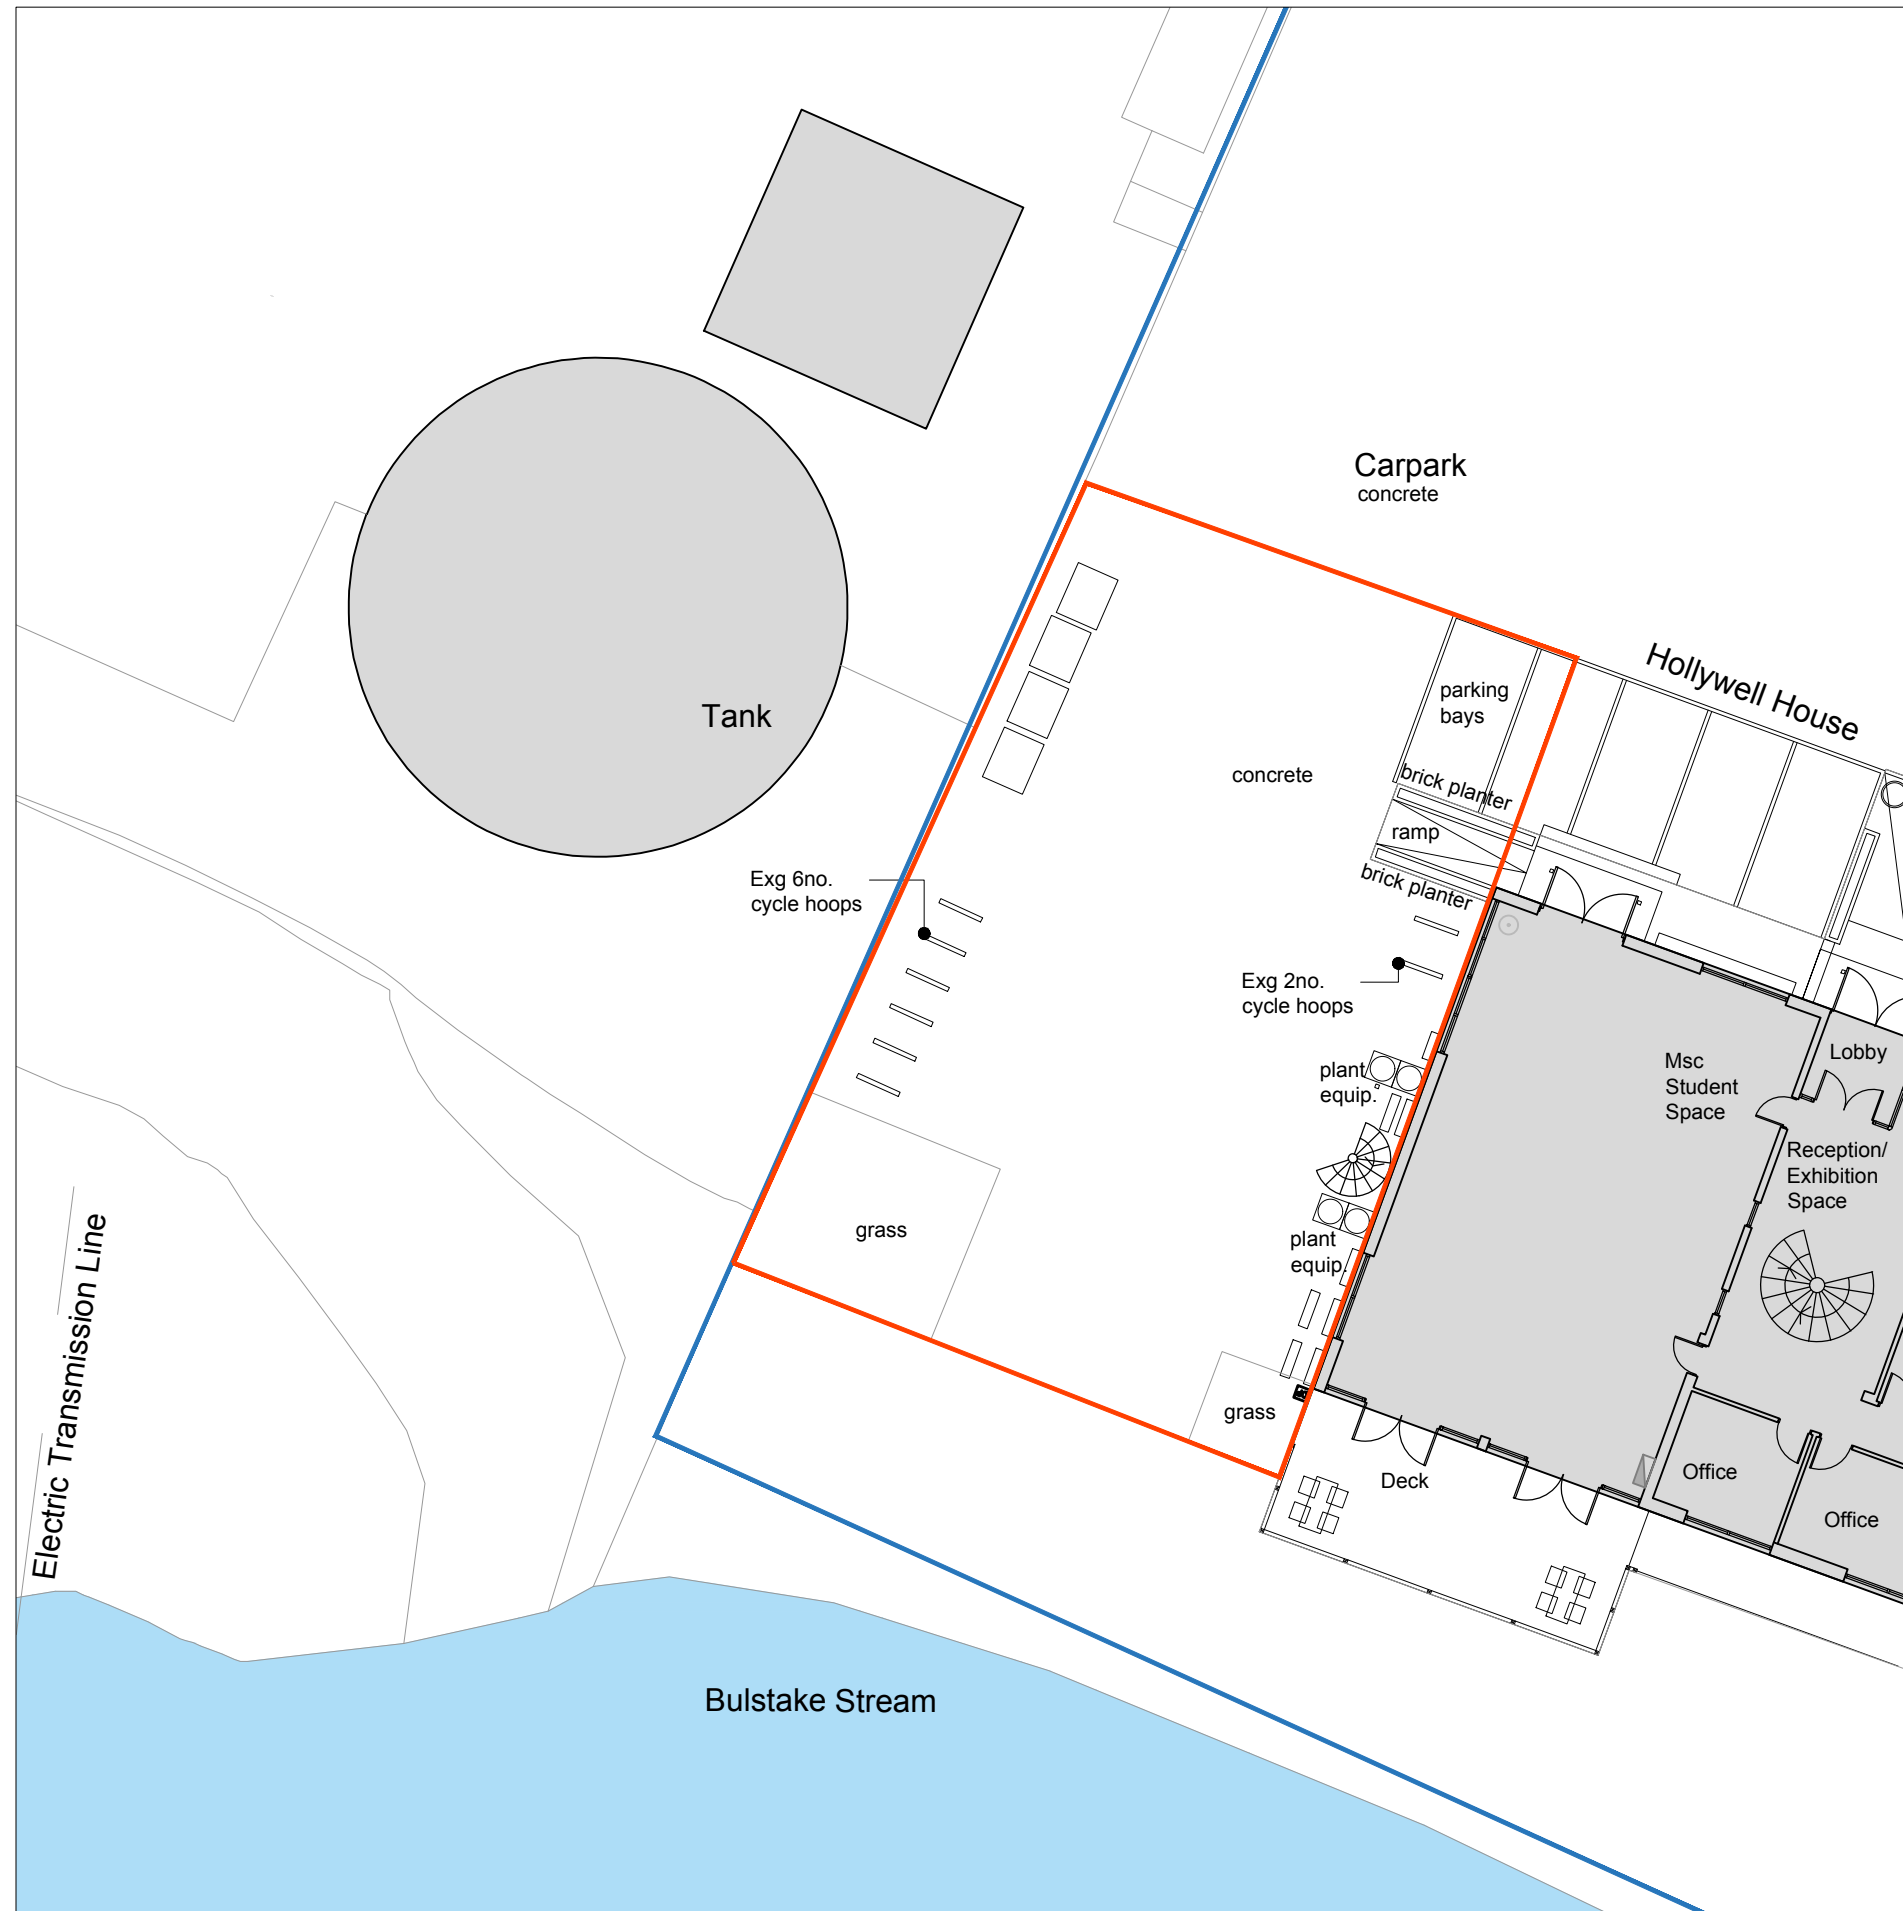 Carpark
concrete
Hollywell House
parking
bays
Tank
concrete
brick planter
ramp
brick planter
Exg 6no.
cycle hoops
Exg 2no.
cycle hoops
plant
equip.
Msc
Student
Space
Lobby
Reception/
Exhibition
Space
grass
plant
equip.
Electric Transmission Line
grass
Deck
Office
Office
Bulstake Stream